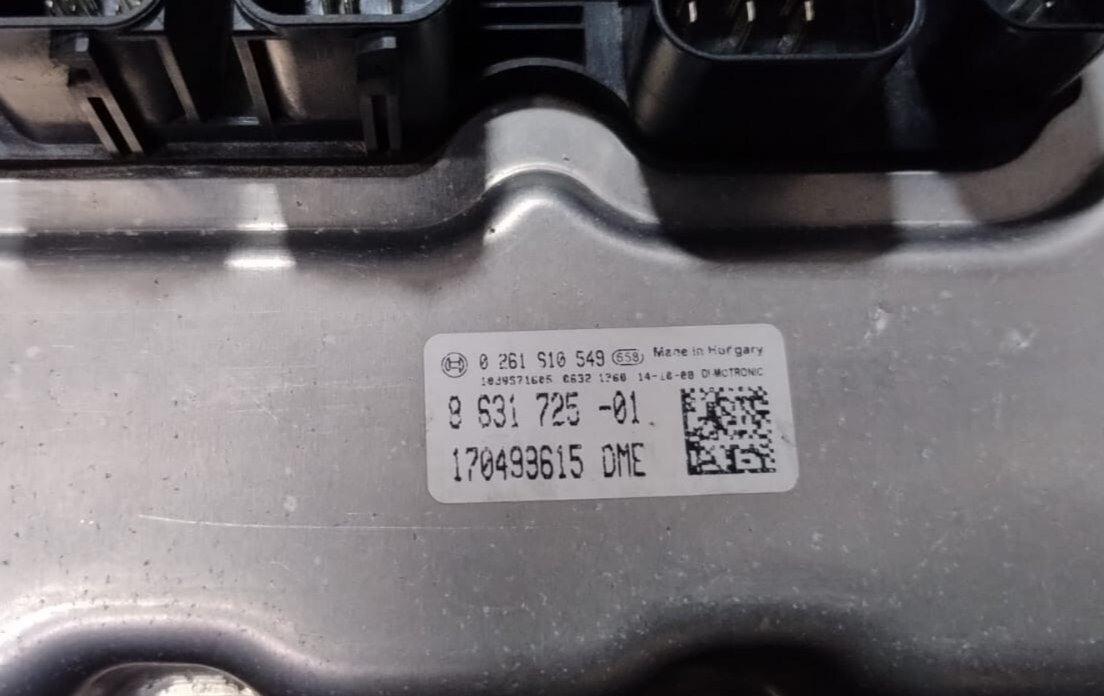 0 261 S10 549 658 Made in Hungary
1039S71605 0632 1260 14-10-08 DI-MOTRONIC
8 631 725 -01
170493615 DME